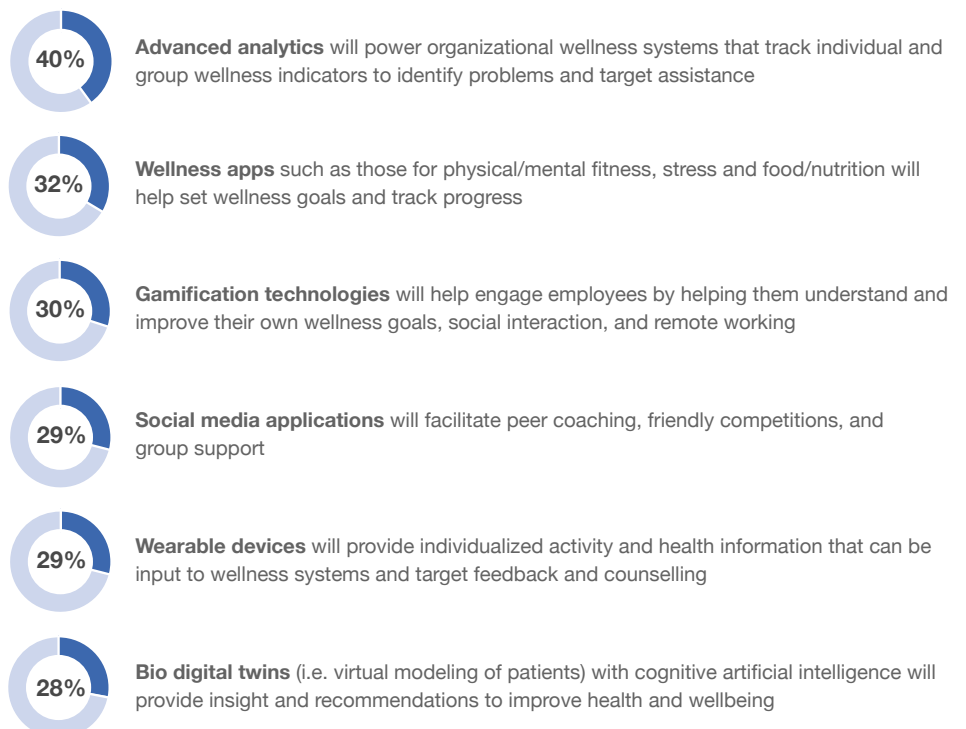 40%
Advanced analytics will power organizational wellness systems that track individual and
group wellness indicators to identify problems and target assistance
32%
Wellness apps such as those for physical/mental fitness, stress and food/nutrition will
help set wellness goals and track progress
30%
Gamification technologies will help engage employees by helping them understand and
improve their own wellness goals, social interaction, and remote working
29%
Social media applications will facilitate peer coaching, friendly competitions, and
group support
29%
Wearable devices will provide individualized activity and health information that can be
input to wellness systems and target feedback and counselling
28%
Bio digital twins (i.e. virtual modeling of patients) with cognitive artificial intelligence will
provide insight and recommendations to improve health and wellbeing